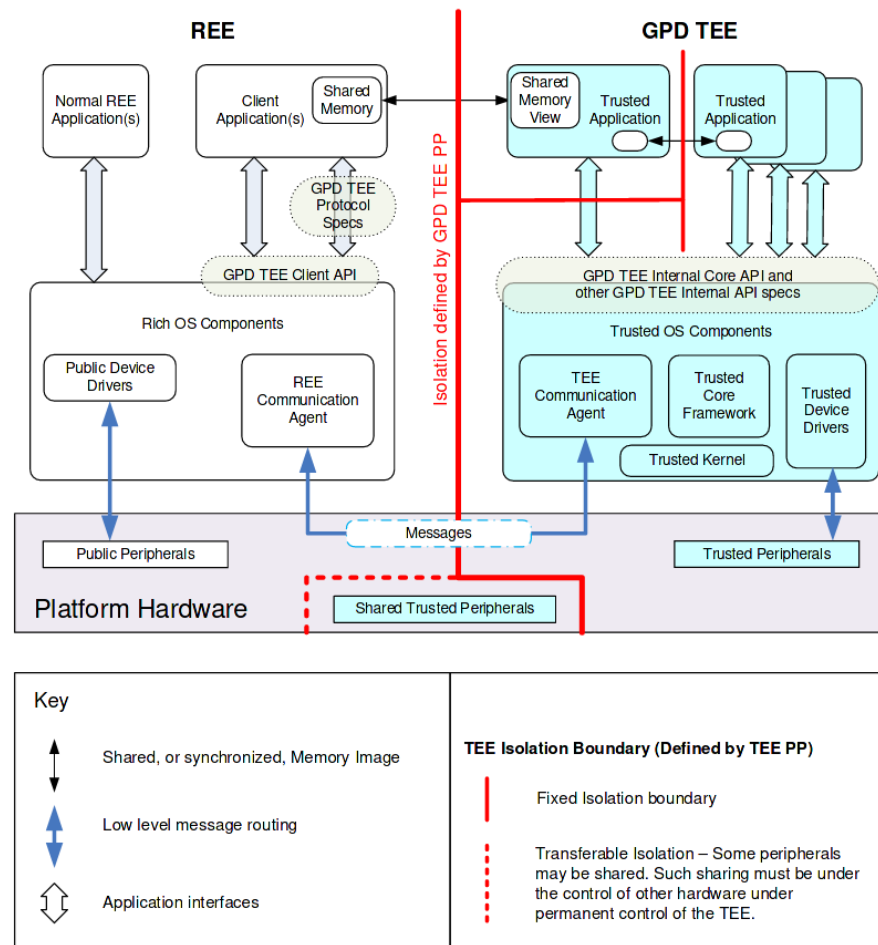 REE
GPD TEE
Normal REE
Application(s)
Client
Application(s)
Shared
Memory
Shared
Memory
View
Trusted
Application
Trusted
Application
GPD TEE
Protocol
Specs
GPD TEE Client API
Isolation defined by GPD TEE PP
GPD TEE Internal Core API and
other GPD TEE Internal API specs
Rich OS Components
Trusted OS Components
Public Device
Drivers
REE
Communication
Agent
TEE
Communication
Agent
Trusted
Core
Framework
Trusted
Device
Drivers
Trusted Kernel
Messages
Public Peripherals
Trusted Peripherals
Platform Hardware
Shared Trusted Peripherals
Key
Shared, or synchronized, Memory Image
Low level message routing
Application interfaces
TEE Isolation Boundary (Defined by TEE PP)
Fixed Isolation boundary
Transferable Isolation – Some peripherals
may be shared. Such sharing must be under
the control of other hardware under
permanent control of the TEE.